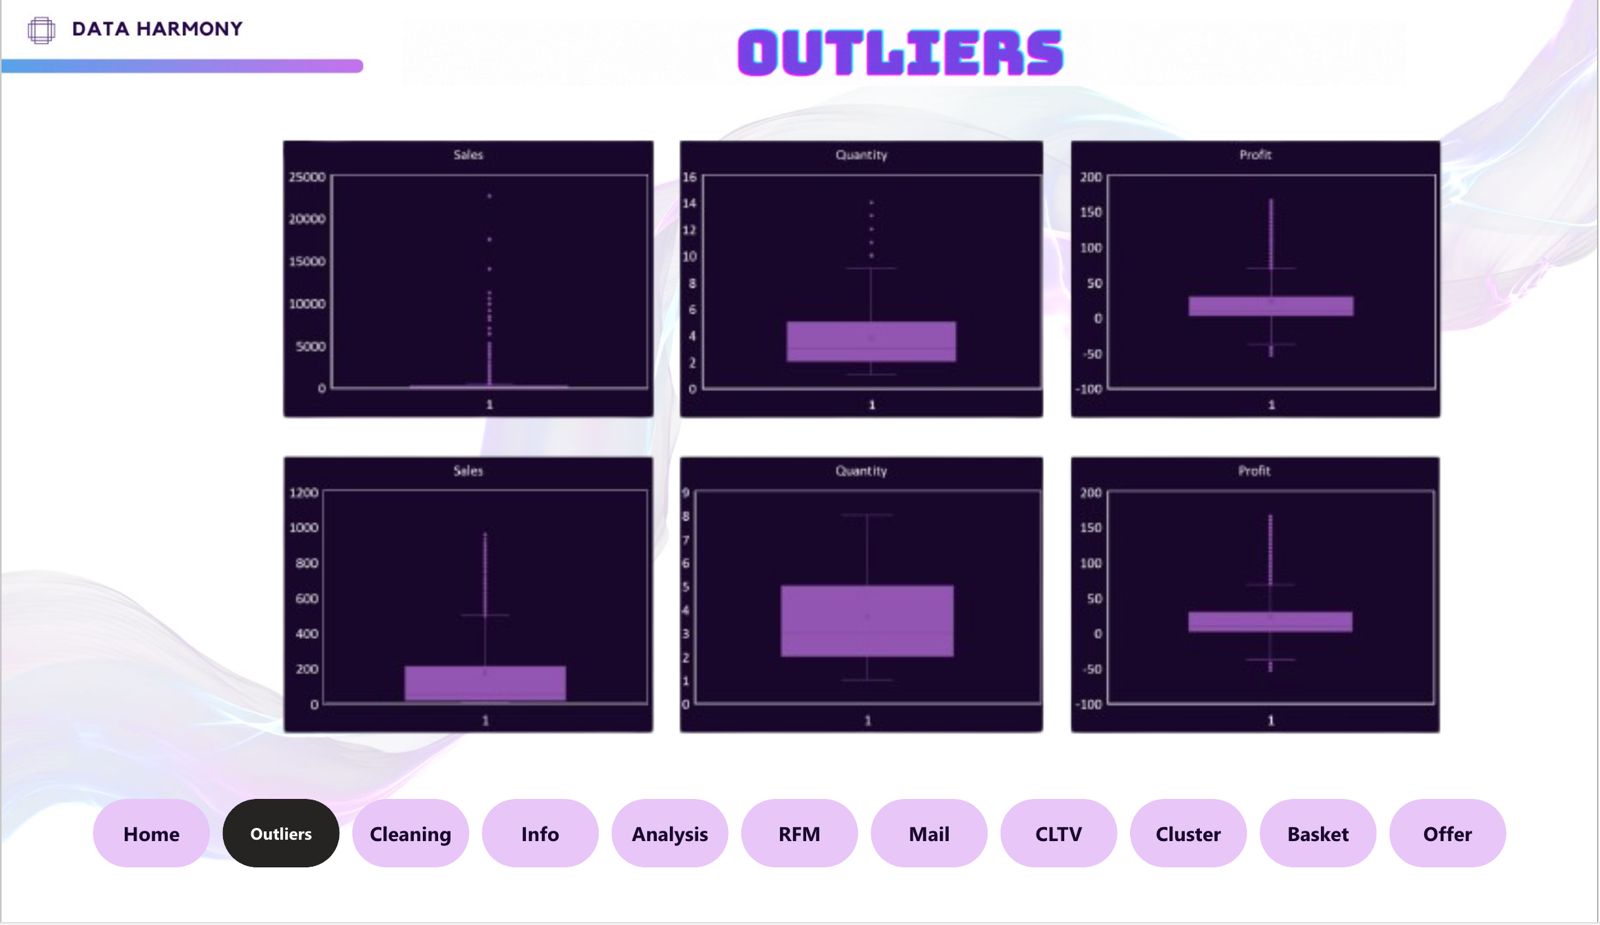 DATA HARMONY
OUTLIERS
Sales
25000
20000
15000
10000
5000
0
1
Quantity
16
14
12
10
8
6
4
2
0
1
Profit
200
150
100
50
0
-50
-100
1
Sales
1200
1000
800
600
400
200
0
1
Quantity
9
8
7
6
5
4
3
2
1
0
1
Profit
200
150
100
50
0
-50
-100
1
Home
Outliers
Cleaning
Info
Analysis
RFM
Mail
CLTV
Cluster
Basket
Offer